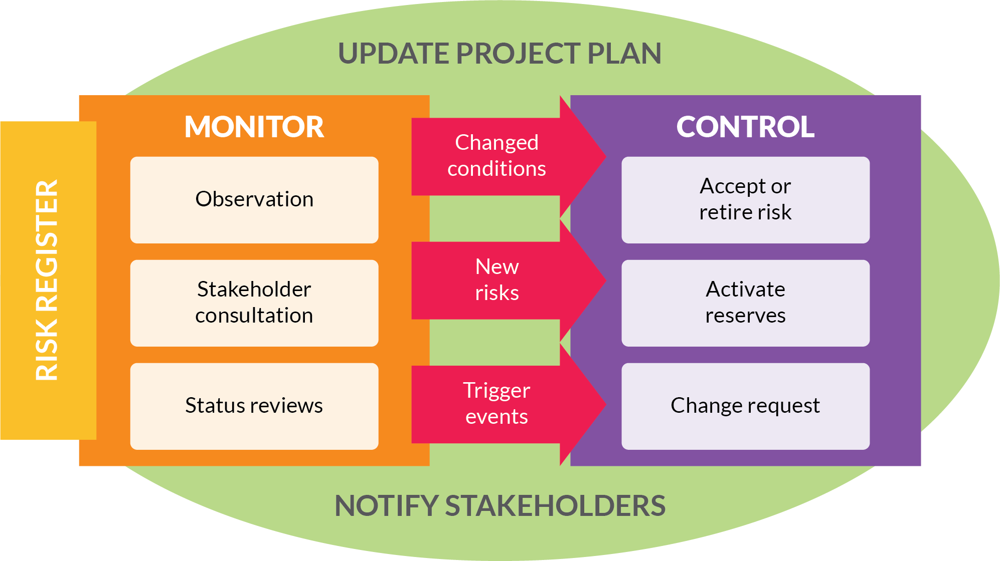 UPDATE PROJECT PLAN
RISK REGISTER
MONITOR
Observation
Stakeholder
consultation
Status reviews
Changed
conditions
New
risks
Trigger
events
CONTROL
Accept or
retire risk
Activate
reserves
Change request
NOTIFY STAKEHOLDERS